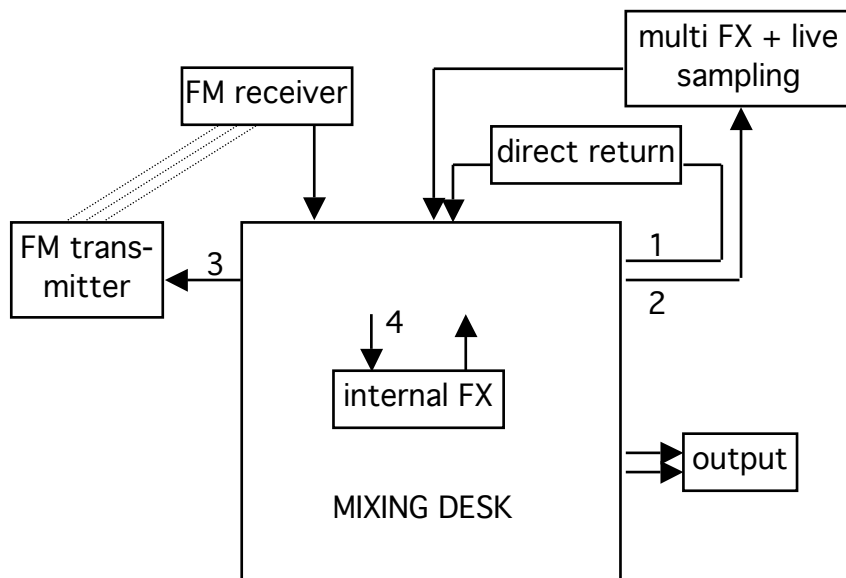 multi FX + live
sampling
FM receiver
direct return
FM trans-
mitter
3
1
2
4
internal FX
output
MIXING DESK